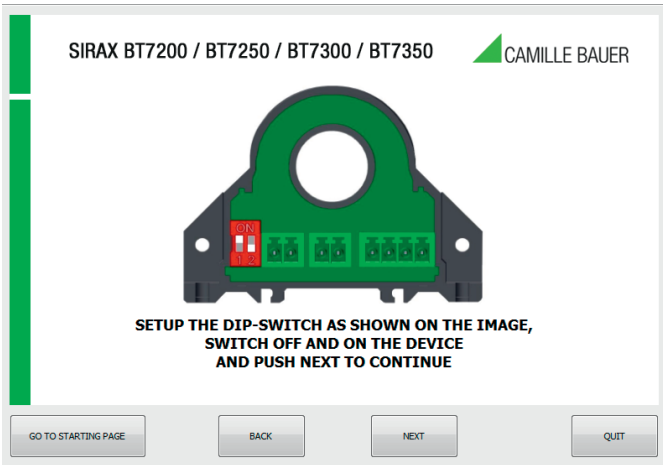 SIRAX BT7200 / BT7250 / BT7300 / BT7350
CAMILLE BAUER
ON
1 2
SETUP THE DIP-SWITCH AS SHOWN ON THE IMAGE,
SWITCH OFF AND ON THE DEVICE
AND PUSH NEXT TO CONTINUE
GO TO STARTING PAGE
BACK
NEXT
QUIT